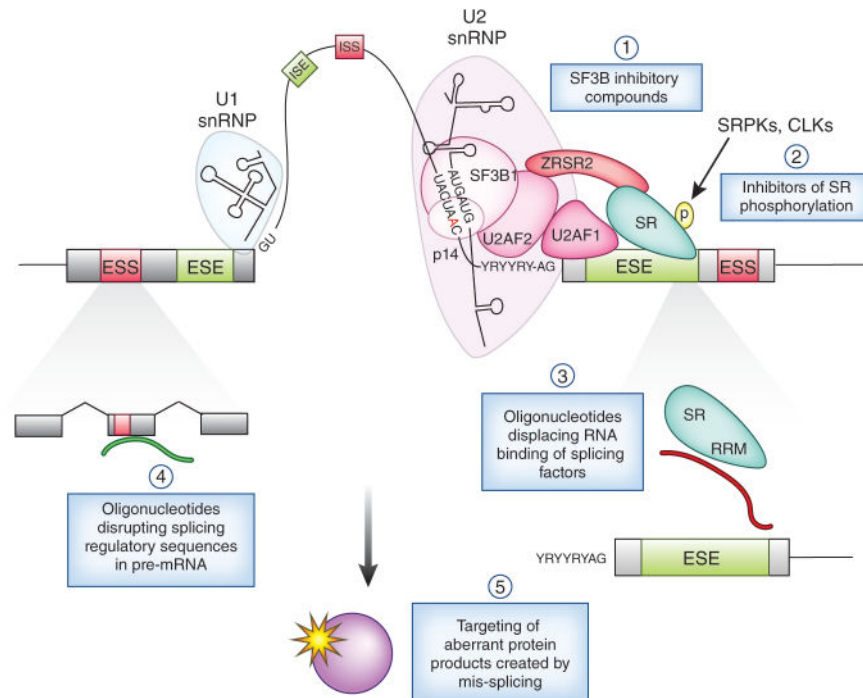 U2
snRNP
ISS
ISE
1
SF3B inhibitory
compounds
U1
snRNP
SRPKs, CLKs
2
Inhibitors of SR
phosphorylation
ZRSR2
SF3B1
AUGAUG
UACUAAC
P
SR
U2AF2
U2AF1
GU
p14
YRYYRY-AG
ESS
ESE
ESE
ESS
3
Oligonucleotides
displacing RNA
binding of splicing
factors
SR
RRM
4
Oligonucleotides
disrupting splicing
regulatory sequences
in pre-mRNA
YRYYRYAG
ESE
5
Targeting of
aberrant protein
products created by
mis-splicing